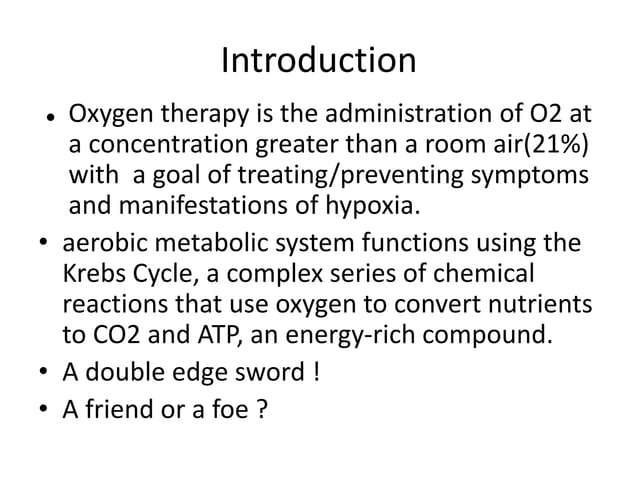 Introduction
• Oxygen therapy is the administration of O2 at
a concentration greater than a room air(21%)
with  a goal of treating/preventing symptoms
and manifestations of hypoxia.
• aerobic metabolic system functions using the
Krebs Cycle, a complex series of chemical
reactions that use oxygen to convert nutrients
to CO2 and ATP, an energy-rich compound.
• A double edge sword !
• A friend or a foe ?